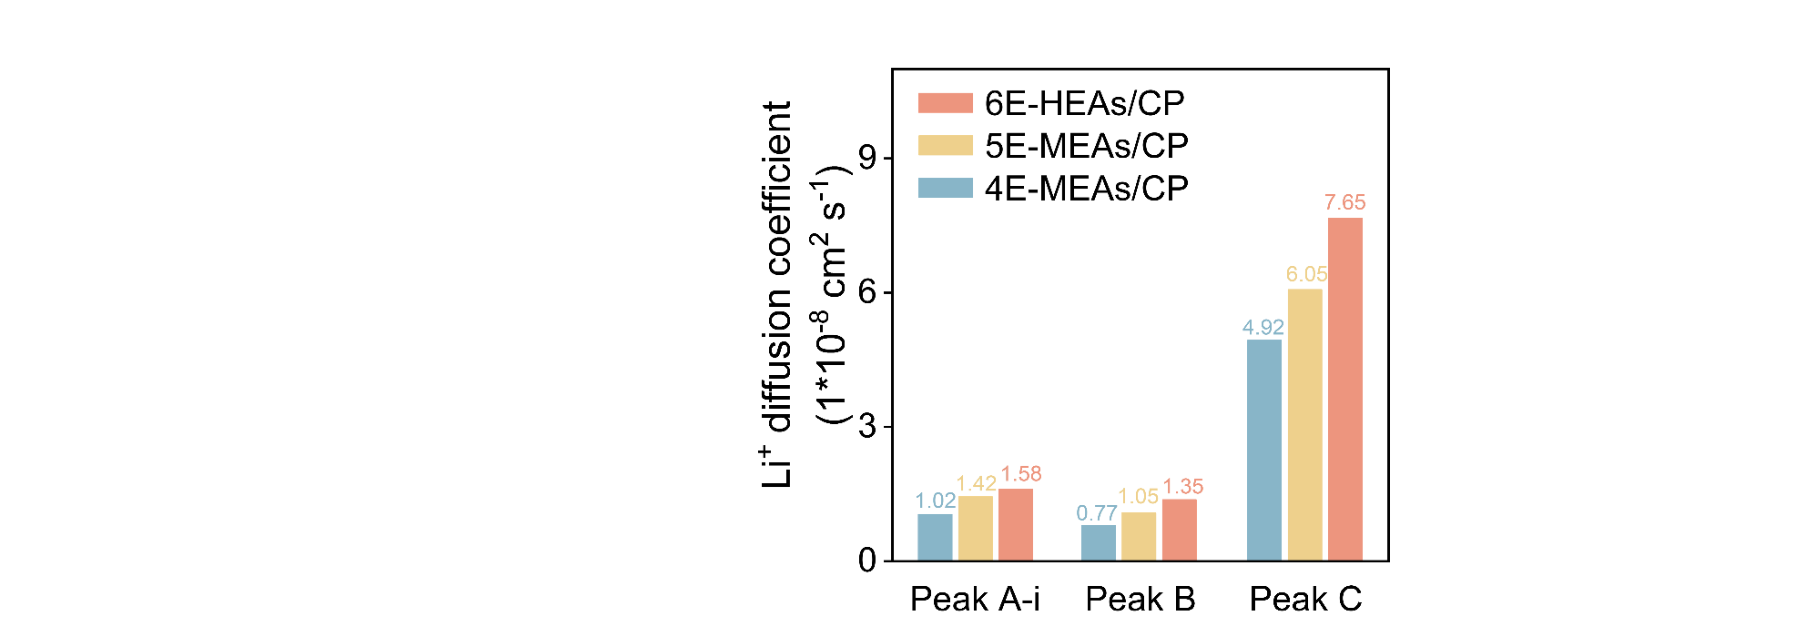 Li⁺ diffusion coefficient
(1*10⁻⁸ cm² s⁻¹)
9
6
3
0
6E-HEAs/CP
5E-MEAs/CP
4E-MEAs/CP
1.02
1.42
1.58
0.77
1.05
1.35
4.92
6.05
7.65
Peak A-i
Peak B
Peak C